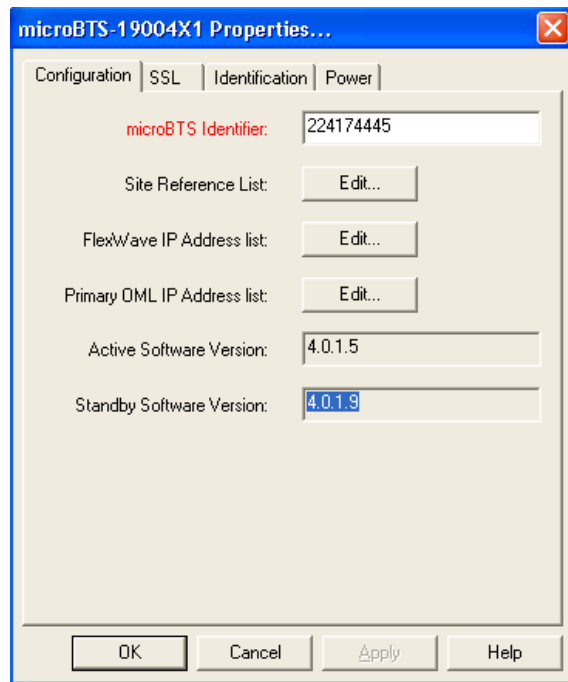 microBTS-19004X1 Properties...
Configuration SSL Identification Power
microBTS Identifier: 224174445
Site Reference List: Edit...
FlexWave IP Address list: Edit...
Primary OML IP Address list: Edit...
Active Software Version: 4.0.1.5
Standby Software Version: 4.0.1.9
OK Cancel Apply Help